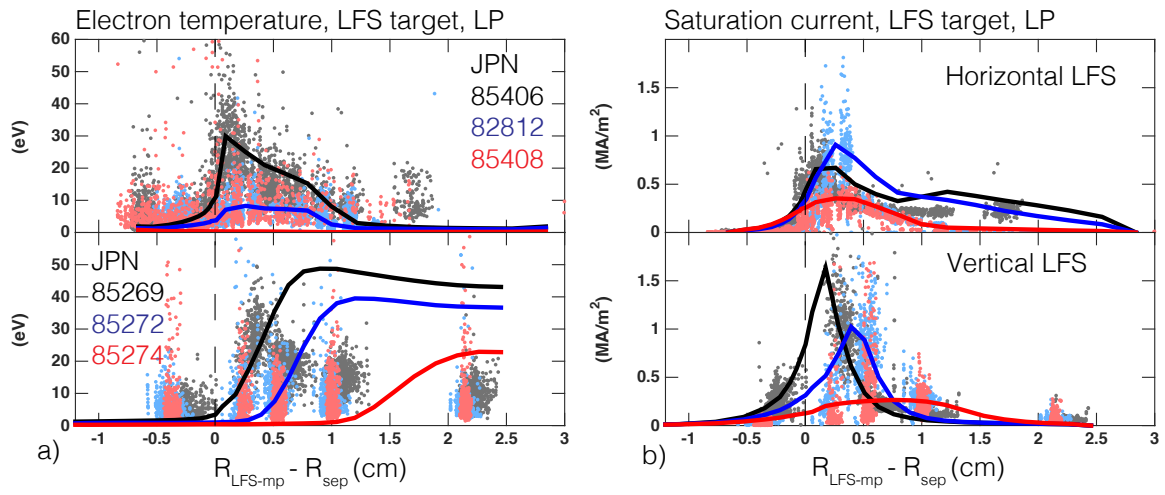 Electron temperature, LFS target, LP
60
50
40
30
20
10
0
(eV)
JPN
85406
82812
85408
50
40
30
20
10
0
(eV)
JPN
85269
85272
85274
-1 -0.5 0 0.5 1 1.5 2 2.5 3
a)
R_LFS-mp - R_sep (cm)
Saturation current, LFS target, LP
1.5
1
0.5
0
(MA/m²)
Horizontal LFS
1.5
1
0.5
0
(MA/m²)
Vertical LFS
-1 -0.5 0 0.5 1 1.5 2 2.5 3
b)
R_LFS-mp - R_sep (cm)